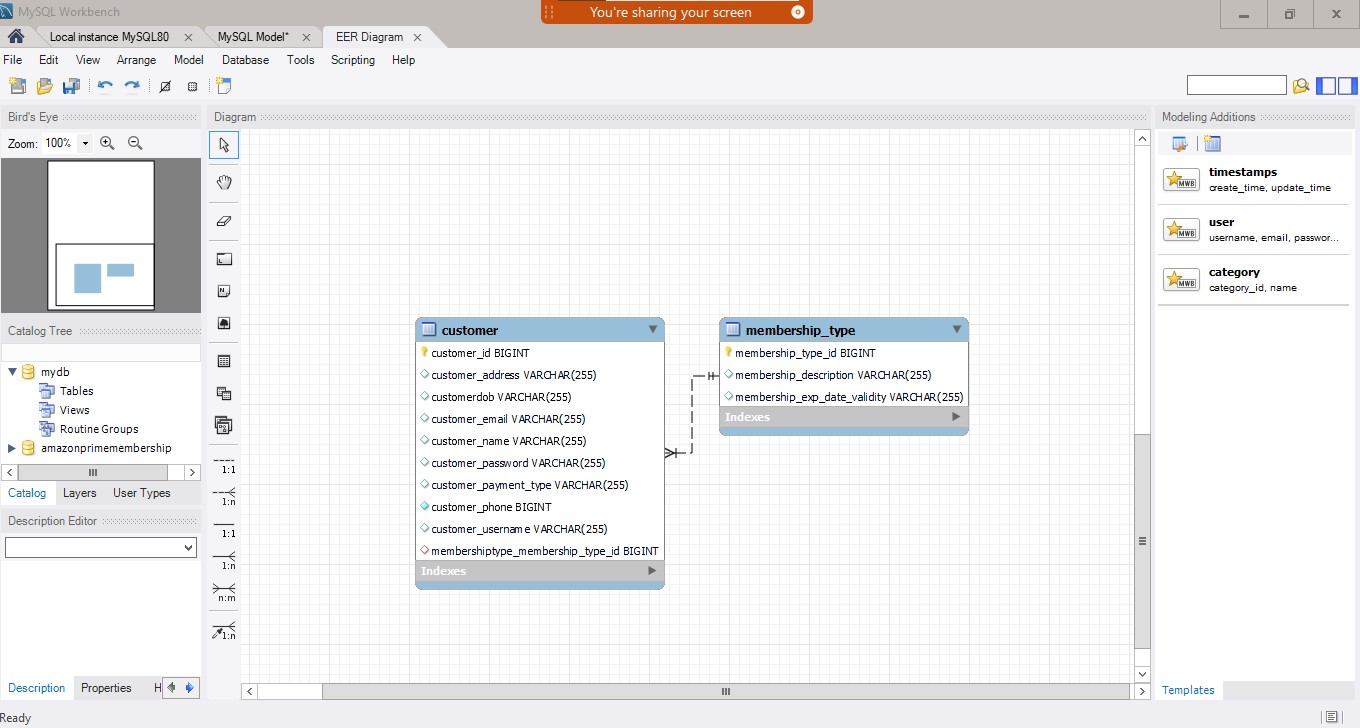 MySQL Workbench
You're sharing your screen
Local instance MySQL80
MySQL Model*
EER Diagram
File Edit View Arrange Model Database Tools Scripting Help
Bird's Eye
Zoom: 100%
Catalog Tree
mydb
Tables
Views
Routine Groups
amazonprimemembership
Catalog Layers User Types
Description Editor
Description Properties H
Ready
Diagram
1:1
1:n
1:1
1:n
n:m
1:n
customer
customer_id BIGINT
customer_address VARCHAR(255)
customerdob VARCHAR(255)
customer_email VARCHAR(255)
customer_name VARCHAR(255)
customer_password VARCHAR(255)
customer_payment_type VARCHAR(255)
customer_phone BIGINT
customer_username VARCHAR(255)
membershiptype_membership_type_id BIGINT
Indexes
membership_type
membership_type_id BIGINT
membership_description VARCHAR(255)
membership_exp_date_validity VARCHAR(255)
Indexes
Modeling Additions
MWB
timestamps
create_time, update_time
MWB
user
username, email, passwor...
MWB
category
category_id, name
Templates